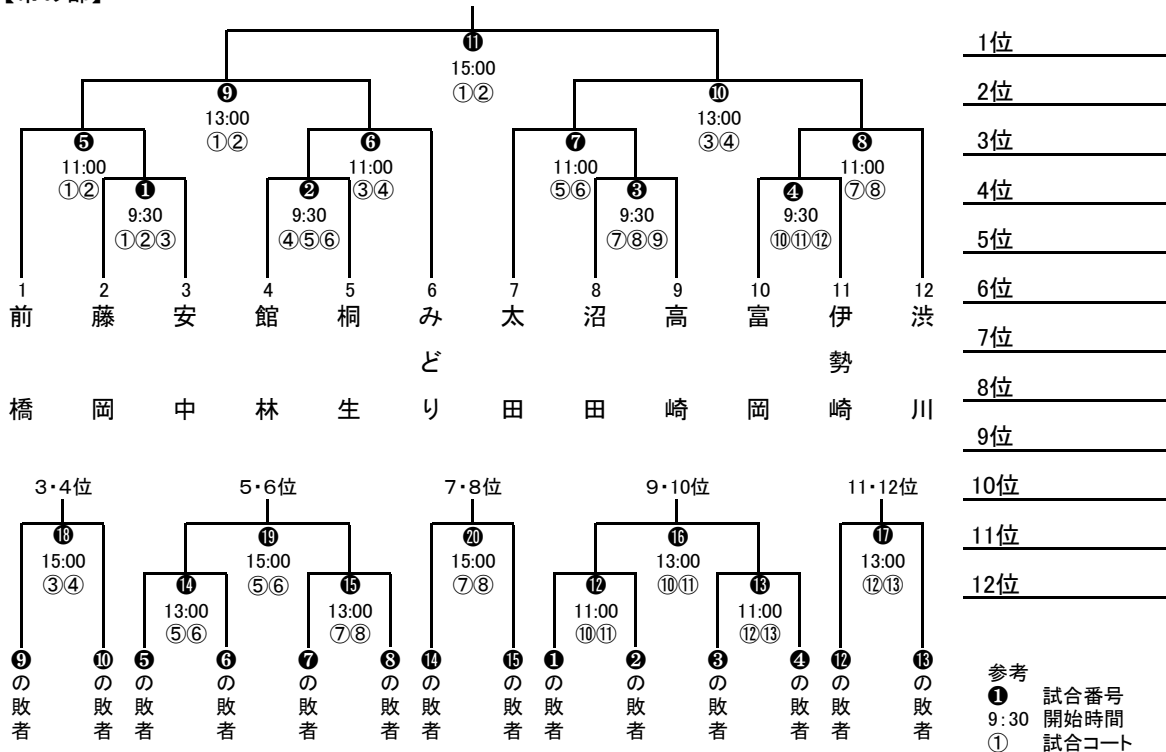 ⓫
15:00
①②
❾
13:00
①②
❿
13:00
③④
❺
11:00
①②
❻
11:00
③④
❼
11:00
⑤⑥
❽
11:00
⑦⑧
❶
9:30
①②③
❷
9:30
④⑤⑥
❸
9:30
⑦⑧⑨
❹
9:30
⑩⑪⑫
1 前橋
2 藤岡
3 安中
4 館林
5 桐生
6 みどり
7 太田
8 沼田
9 高崎
10 富岡
11 伊勢崎
12 渋川
1位
2位
3位
4位
5位
6位
7位
8位
9位
10位
11位
12位
3・4位
⓲
15:00
③④
❾の敗者
❿の敗者
5・6位
⓳
15:00
⑤⑥
⓮
13:00
⑤⑥
⓯
13:00
⑦⑧
❺の敗者
❻の敗者
❼の敗者
❽の敗者
7・8位
⓴
15:00
⑦⑧
⓮の敗者
⓯の敗者
9・10位
⓰
13:00
⑩⑪
⓬
11:00
⑩⑪
⓭
11:00
⑫⑬
❶の敗者
❷の敗者
❸の敗者
❹の敗者
11・12位
⓱
13:00
⑫⑬
⓬の敗者
⓭の敗者
参考
❶ 試合番号
9:30 開始時間
① 試合コート